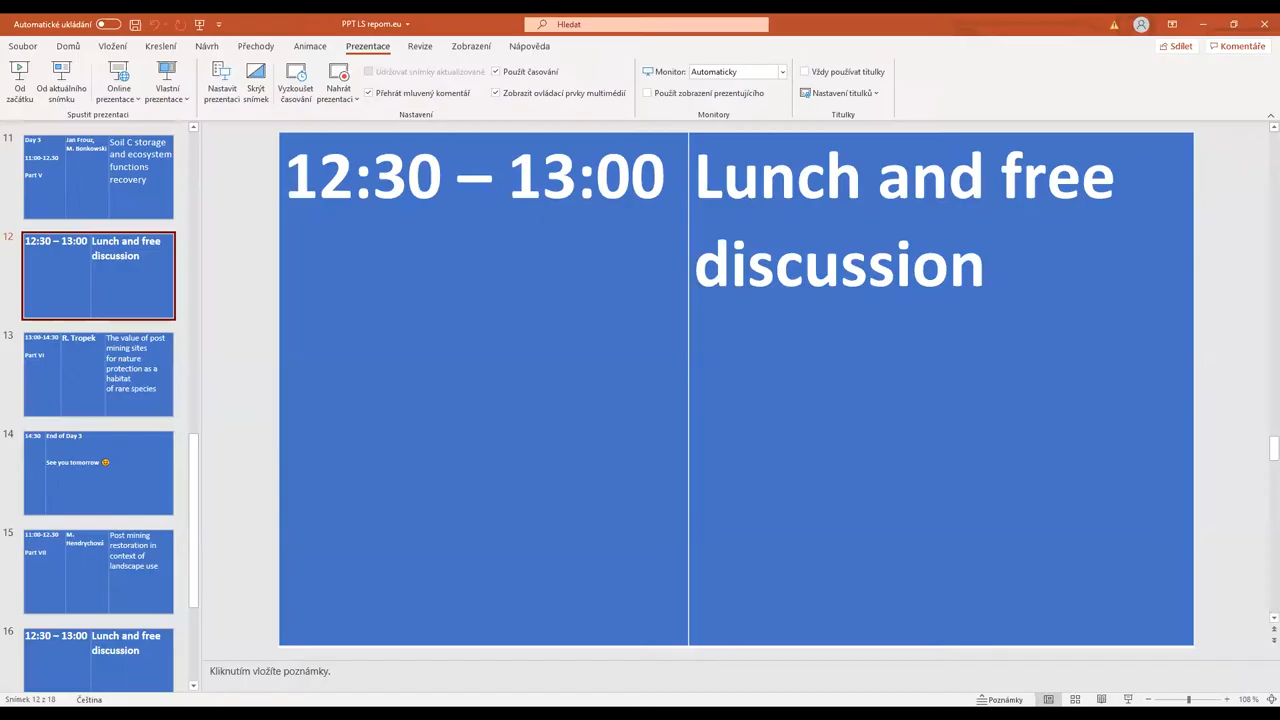 Automatické ukládání
PPT LS repom.eu
Hledat
Soubor Domů Vložení Kreslení Návrh Přechody Animace Prezentace Revize Zobrazení Nápověda
Sdílet Komentáře
Od začátku
Od aktuálního snímku
Online prezentace
Vlastní prezentace
Spustit prezentaci
Nastavit prezentaci
Skrýt snímek
Vyzkoušet časování
Nahrát prezentaci
Udržovat snímky aktualizované
Přehrát mluvený komentář
Použít časování
Zobrazit ovládací prvky multimédií
Nastavení
Monitor: Automaticky
Použít zobrazení prezentujícího
Monitory
Vždy používat titulky
Nastavení titulků
Titulky
11
Day 3
11:00-12.30
Part V
Jan Frouz,
M. Bonkowski
Soil C storage
and ecosystem
functions
recovery
12
12:30 – 13:00 Lunch and free
discussion
13
13:00-14:30
Part VI
R. Tropek
The value of post
mining sites
for nature
protection as a
habitat
of rare species
14
14:30 End of Day 3
See you tomorrow
15
11:00-12.30
Part VII
M.
Hendrychová
Post mining
restoration in
context of
landscape use
16
12:30 – 13:00 Lunch and free
discussion
12:30 – 13:00 Lunch and free
discussion
Kliknutím vložíte poznámky.
Snímek 12 z 18 Čeština
Poznámky
108 %